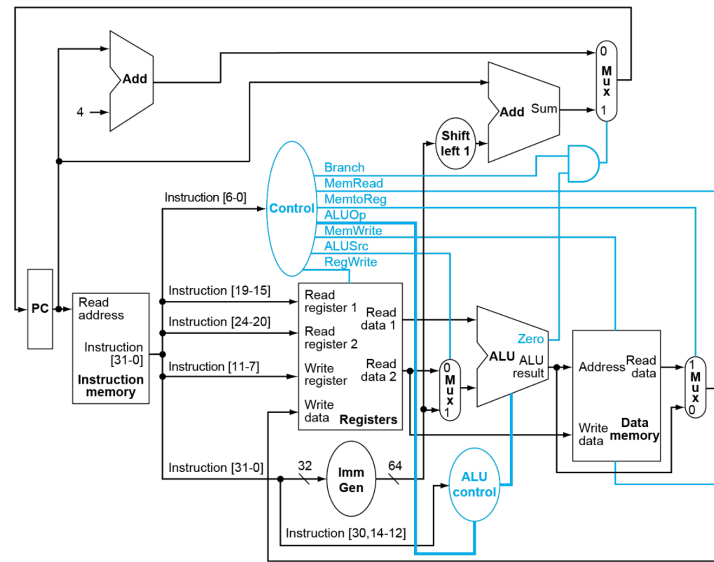 Add
4
Add Sum
Shift
left 1
0
Mux
1
Branch
MemRead
MemtoReg
ALUOp
MemWrite
ALUSrc
RegWrite
Control
Instruction [6-0]
Instruction [19-15]
Instruction [24-20]
Instruction [11-7]
Instruction [31-0]
Instruction [30,14-12]
PC
Read
address
Instruction
[31-0]
Instruction
memory
Read
register 1
Read
register 2
Write
register
Write
data
Read
data 1
Read
data 2
Registers
32
Imm
Gen
64
0
Mux
1
ALU
Zero
ALU
result
ALU
control
Address
Read
data
Write
data
Data
memory
1
Mux
0